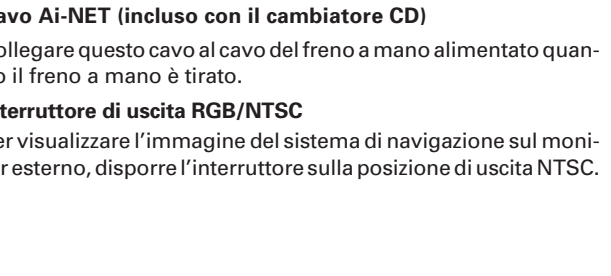 avo Ai-NET (incluso con il cambiatore CD)
ollegare questo cavo al cavo del freno a mano alimentato quan-
o il freno a mano è tirato.
terruttore di uscita RGB/NTSC
er visualizzare l’immagine del sistema di navigazione sul moni-
r esterno, disporre l’interruttore sulla posizione di uscita NTSC.